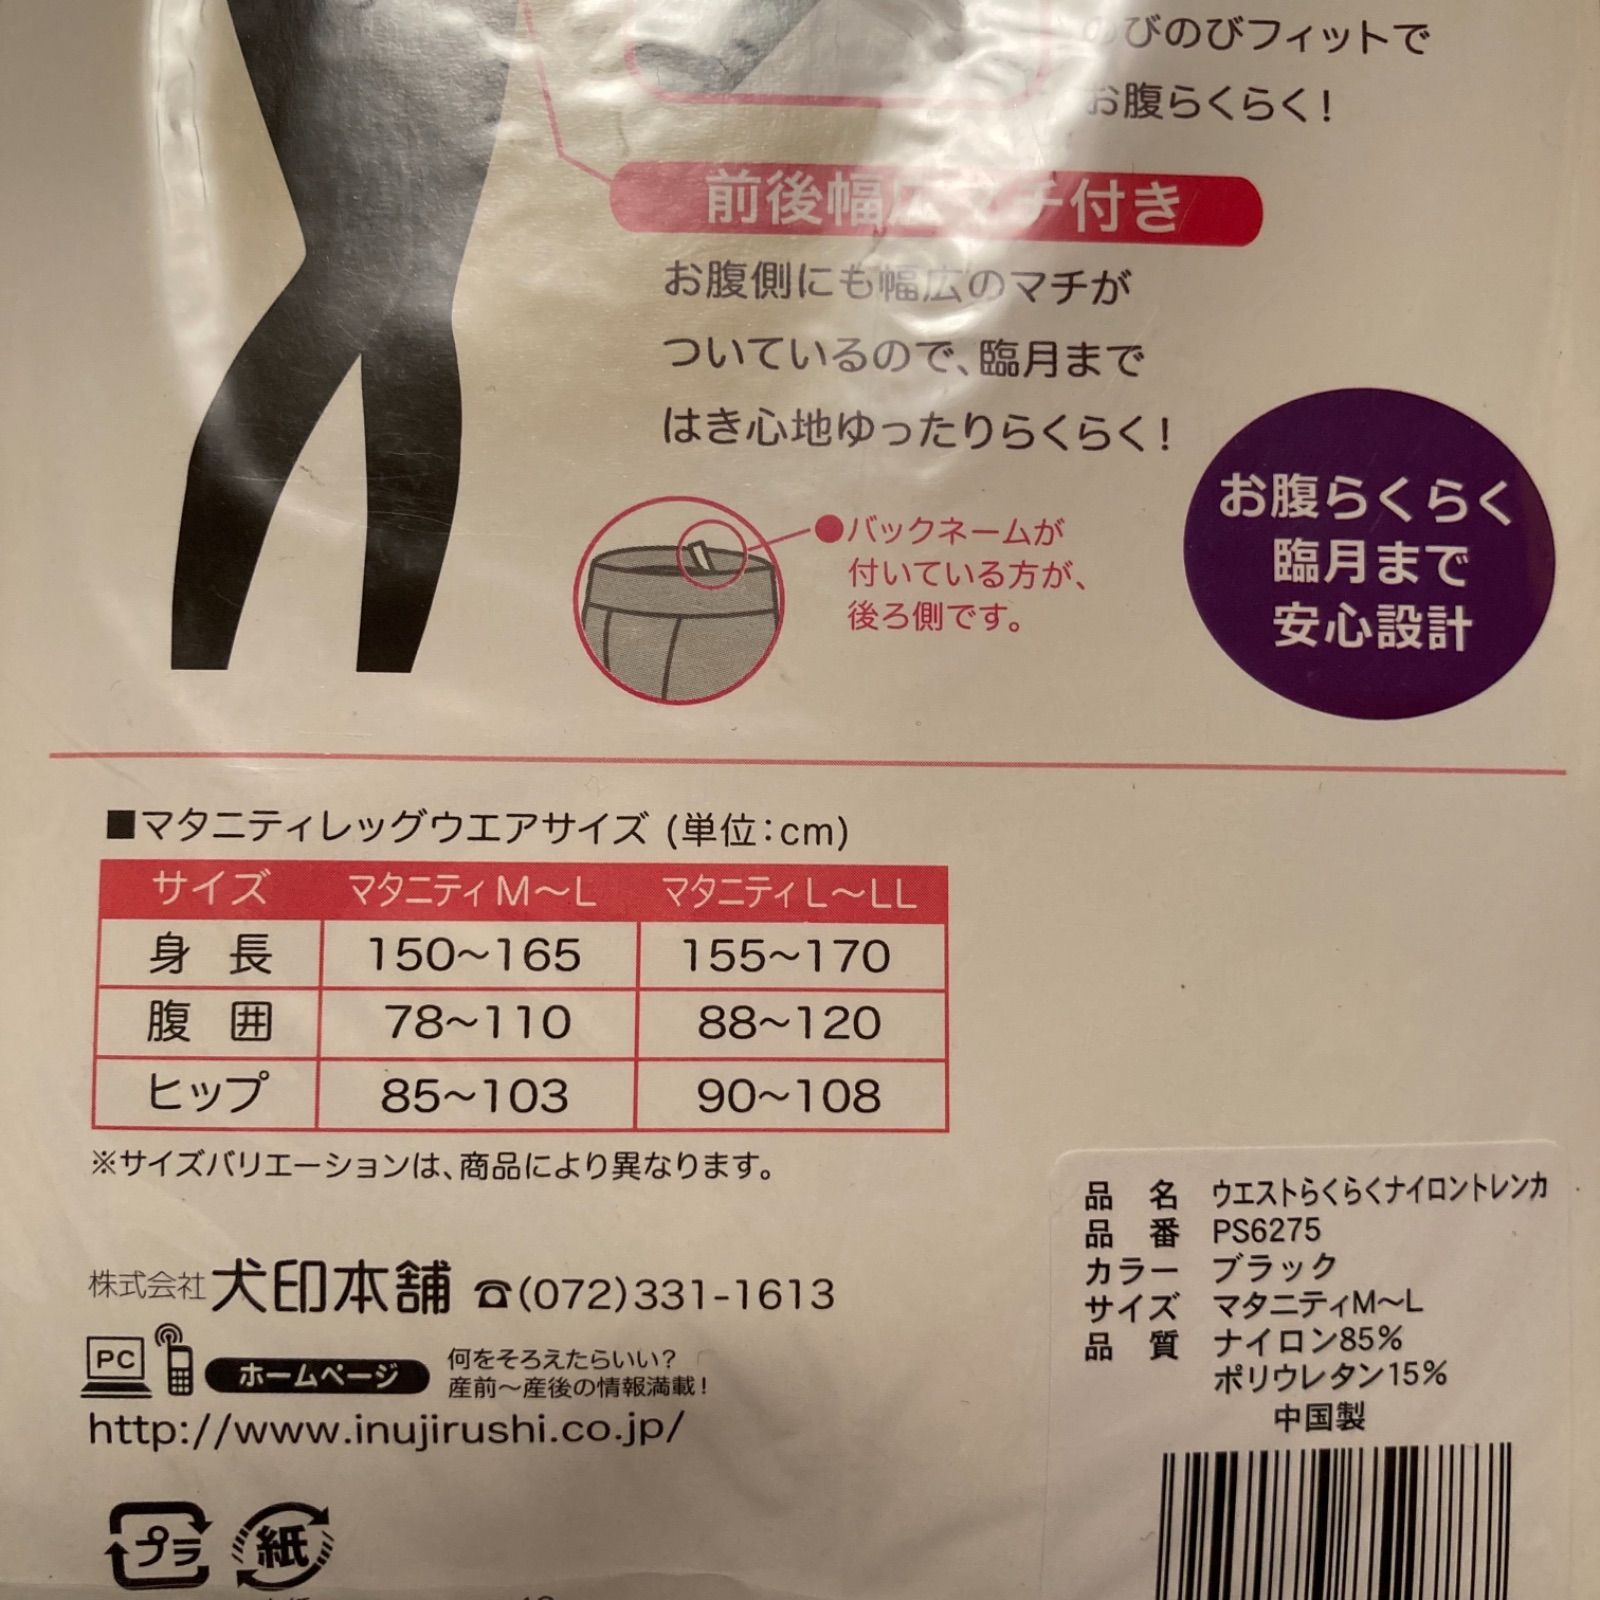 のびのびフィットで
お腹らくらく!
前後幅広マチ付き
お腹側にも幅広のマチが
ついているので、臨月まで
はき心地ゆったりらくらく!
●バックネームが
付いている方が、
後ろ側です。
お腹らくらく
臨月まで
安心設計
■マタニティレッグウエアサイズ (単位:cm)
サイズ マタニティM〜L マタニティL〜LL
身長 150〜165 155〜170
腹囲 78〜110 88〜120
ヒップ 85〜103 90〜108
※サイズバリエーションは、商品により異なります。
株式会社 犬印本舗 ☎(072)331-1613
PC ホームページ
何をそろえたらいい?
産前〜産後の情報満載!
http://www.inujirushi.co.jp/
プラ 紙
品名 ウエストらくらくナイロントレンカ
品番 PS6275
カラー ブラック
サイズ マタニティM〜L
品質 ナイロン85%
ポリウレタン15%
中国製